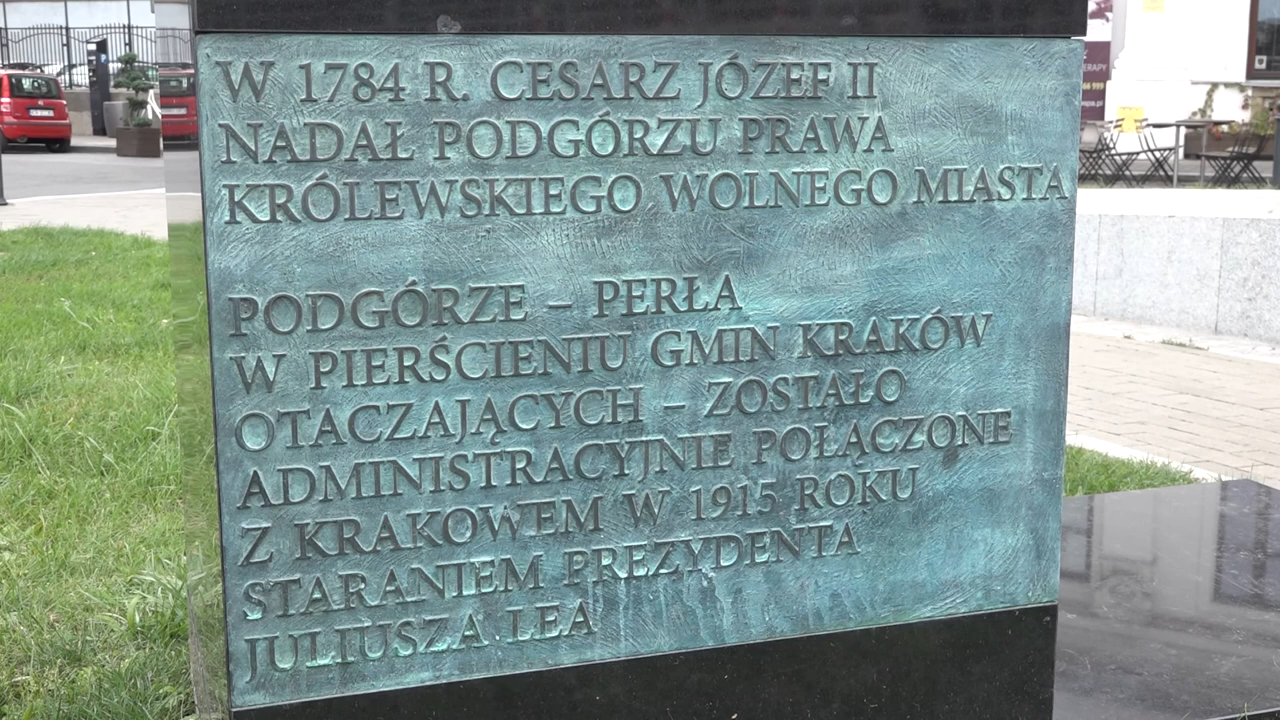 W 1784 R. CESARZ JÓZEF II
NADAŁ PODGÓRZU PRAWA
KRÓLEWSKIEGO WOLNEGO MIASTA
PODGÓRZE – PERŁA
W PIERŚCIENIU GMIN KRAKÓW
OTACZAJĄCYCH – ZOSTAŁO
ADMINISTRACYJNIE POŁĄCZONE
Z KRAKOWEM W 1915 ROKU
STARANIEM PREZYDENTA
JULIUSZA LEA